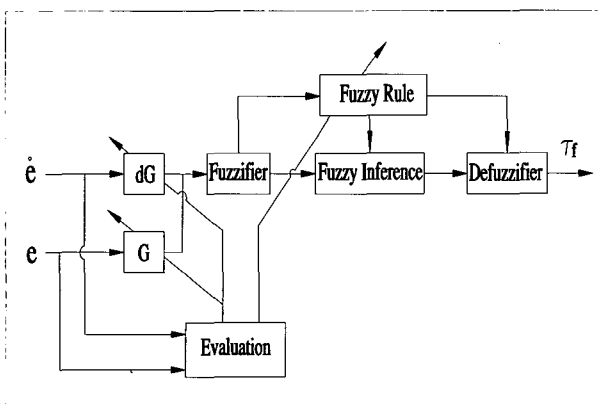 Fuzzy Rule
ė
dG
Fuzzifier
Fuzzy Inference
Defuzzifier
τf
e
G
Evaluation